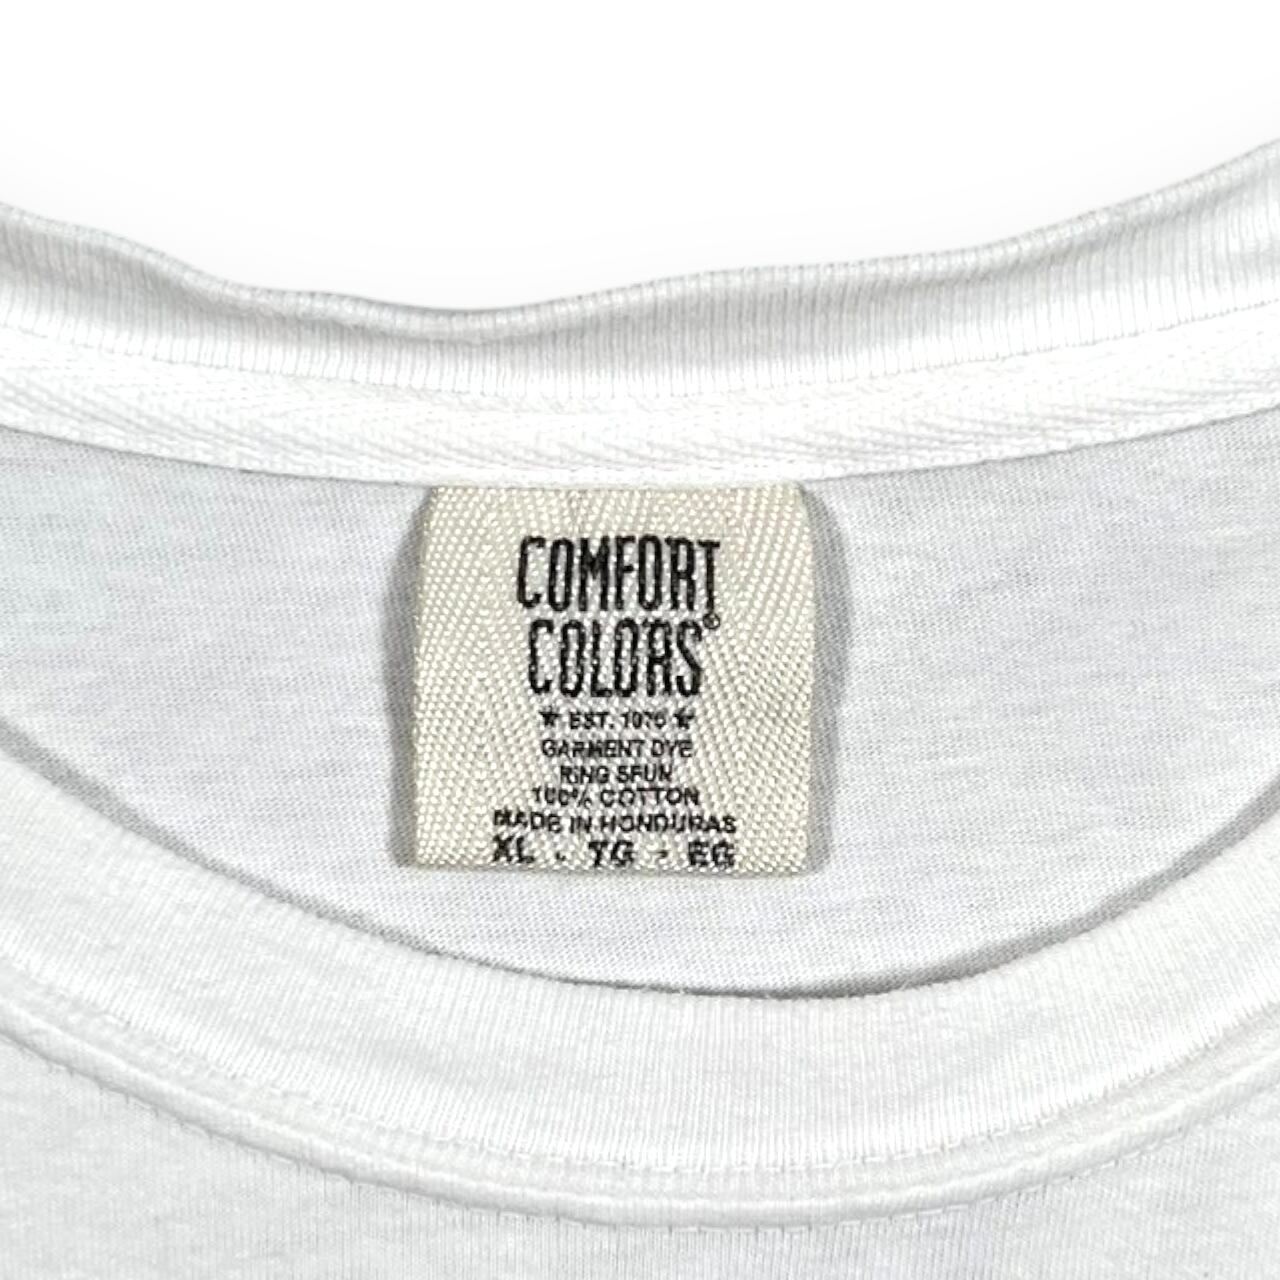 COMFORT
COLORS®
★ EST. 1975 ★
GARMENT DYE
RING SPUN
100% COTTON
MADE IN HONDURAS
XL - TG - EG